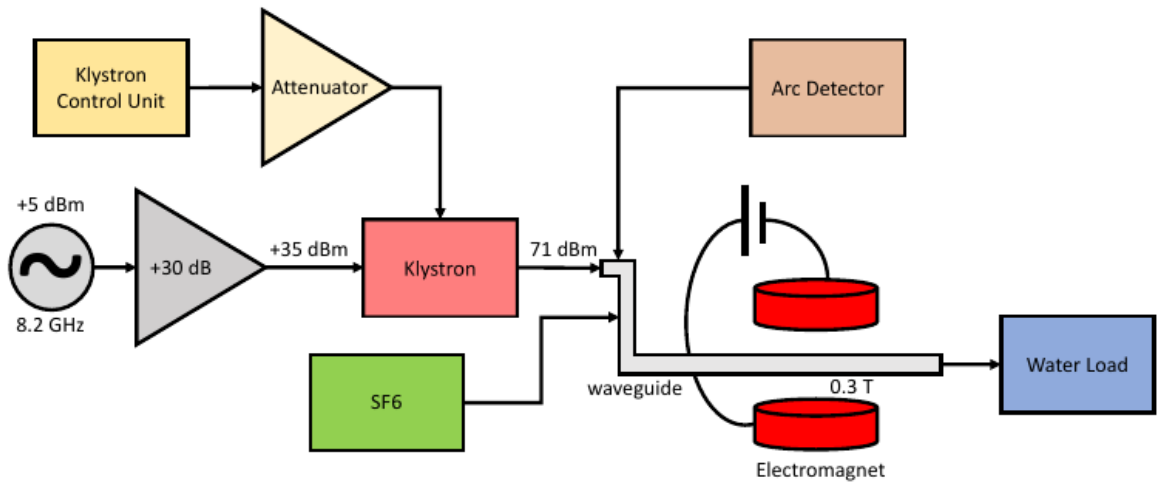 Klystron
Control Unit
Attenuator
Arc Detector
+5 dBm
+30 dB
+35 dBm
Klystron
71 dBm
8.2 GHz
SF6
waveguide
0.3 T
Water Load
Electromagnet